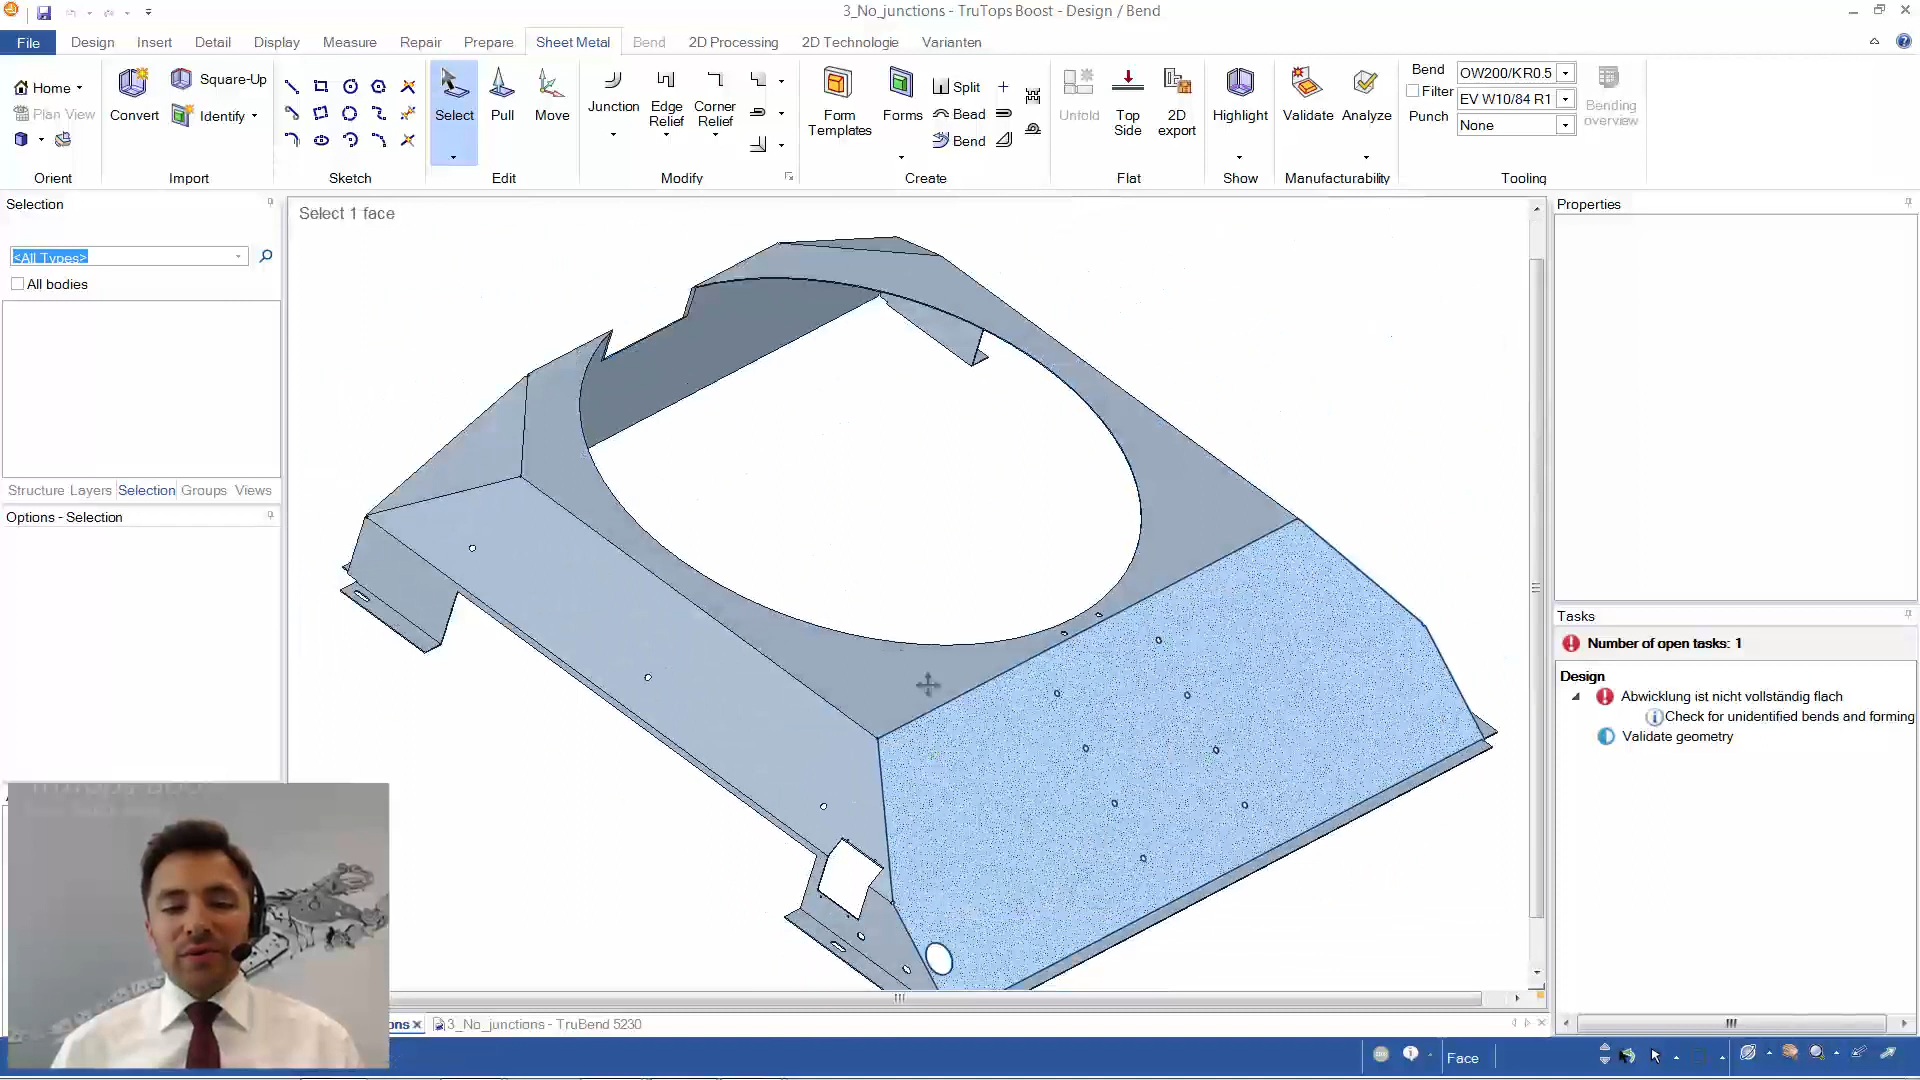 3_No_junctions - TruTops Boost - Design / Bend
File Design Insert Detail Display Measure Repair Prepare Sheet Metal Bend 2D Processing 2D Technologie Varianten
Home
Plan View
Orient
Convert
Square-Up
Identify
Import
Sketch
Select
Pull
Move
Edit
Junction
Edge Relief
Corner Relief
Modify
Form Templates
Forms
Split
Bead
Bend
Create
Unfold
Top Side
2D export
Flat
Highlight
Show
Validate
Analyze
Manufacturability
Bend OW200/KR0.5
Filter EV W10/84 R1
Punch None
Bending overview
Tooling
Selection
<All Types>
All bodies
Structure Layers Selection Groups Views
Options - Selection
Select 1 face
Properties
Tasks
Number of open tasks: 1
Design
Abwicklung ist nicht vollständig flach
Check for unidentified bends and forming
Validate geometry
ons
3_No_junctions - TruBend 5230
Face